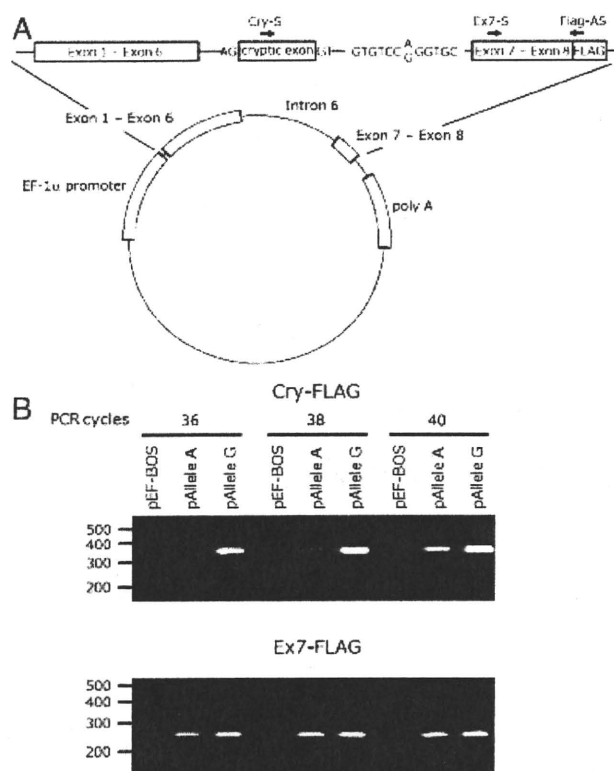 A
Cry-S
Ex7-S
Flag-AS
Exon 1 – Exon 6
AG
cryptic exon
GT
GTGTCC A/G GGTGC
Exon 7 – Exon 8
FLAG
Exon 1 – Exon 6
Intron 6
Exon 7 – Exon 8
EF-1α promoter
poly A
B
Cry-FLAG
PCR cycles
36
38
40
pEF-BOS
pAllele A
pAllele G
pEF-BOS
pAllele A
pAllele G
pEF-BOS
pAllele A
pAllele G
500
400
300
200
Ex7-FLAG
500
400
300
200